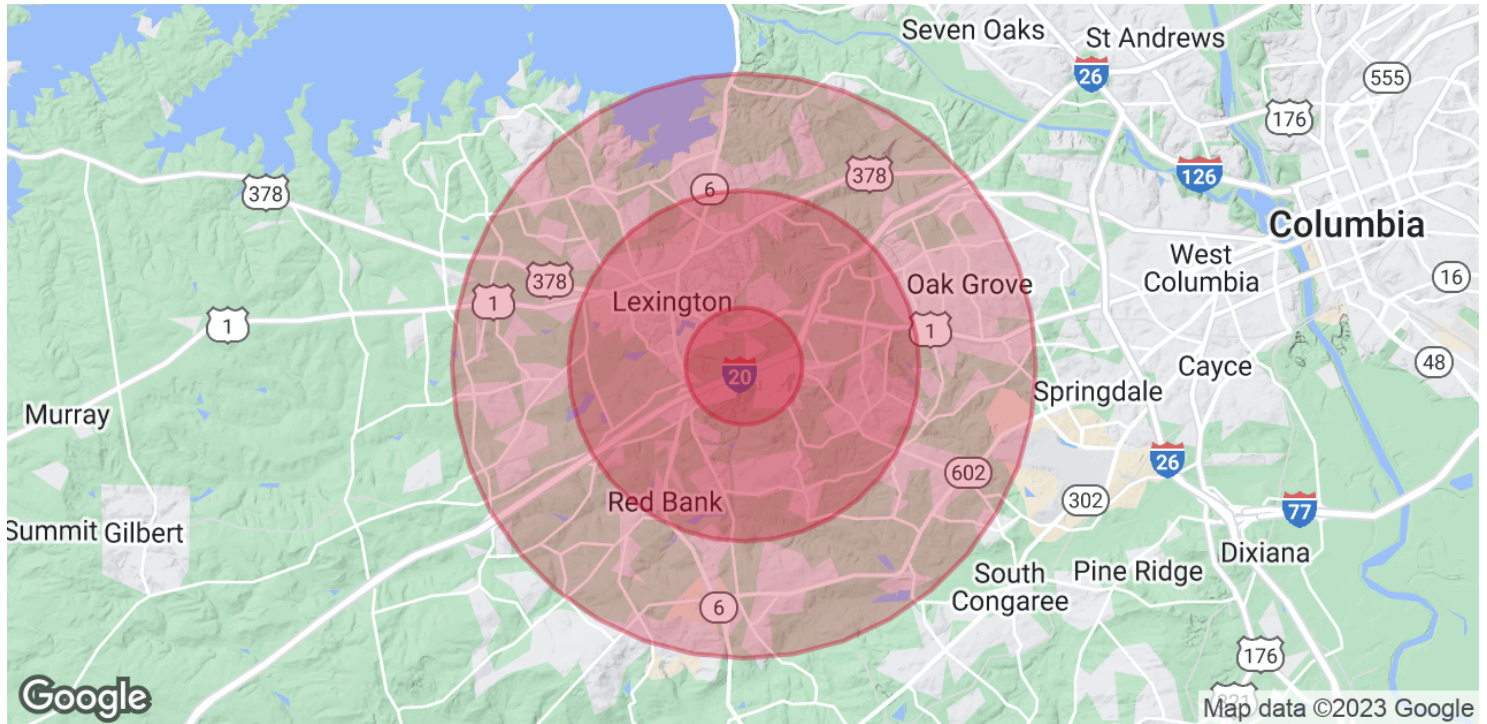 Seven Oaks
St Andrews
26
555
176
378
6
378
126
Columbia
West
Columbia
16
378
1
Lexington
Oak Grove
1
1
20
Cayce
48
Springdale
Murray
602
26
302
Red Bank
77
Summit
Gilbert
Dixiana
South
Congaree
Pine Ridge
6
176
321
Google
Map data ©2023 Google